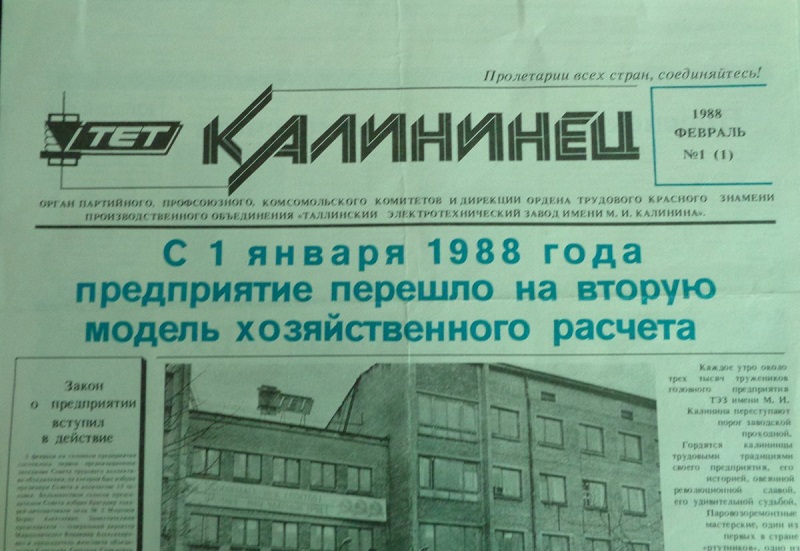 Пролетарии всех стран, соединяйтесь!
ТЕТ
КАЛИНИНЕЦ
1988
ФЕВРАЛЬ
№1 (1)
ОРГАН ПАРТИЙНОГО, ПРОФСОЮЗНОГО, КОМСОМОЛЬСКОГО КОМИТЕТОВ И ДИРЕКЦИИ ОРДЕНА ТРУДОВОГО КРАСНОГО ЗНАМЕНИ
ПРОИЗВОДСТВЕННОГО ОБЪЕДИНЕНИЯ «ТАЛЛИНСКИЙ ЭЛЕКТРОТЕХНИЧЕСКИЙ ЗАВОД ИМЕНИ М. И. КАЛИНИНА».
С 1 января 1988 года
предприятие перешло на вторую
модель хозяйственного расчета
Закон
о предприятии
вступил
в действие
Каждое утро около
трех тысяч тружеников
головного предприятия
ТЭЗ имени М. И.
Калинина переступают
порог заводской
проходной.
Гордятся калининцы
трудовыми традициями
своего предприятия, его
историей, овеянной
революционной славой,
его удивительной судьбой.
Паровозоремонтные
мастерские, один из
первых в стране
«ртутников», одно из